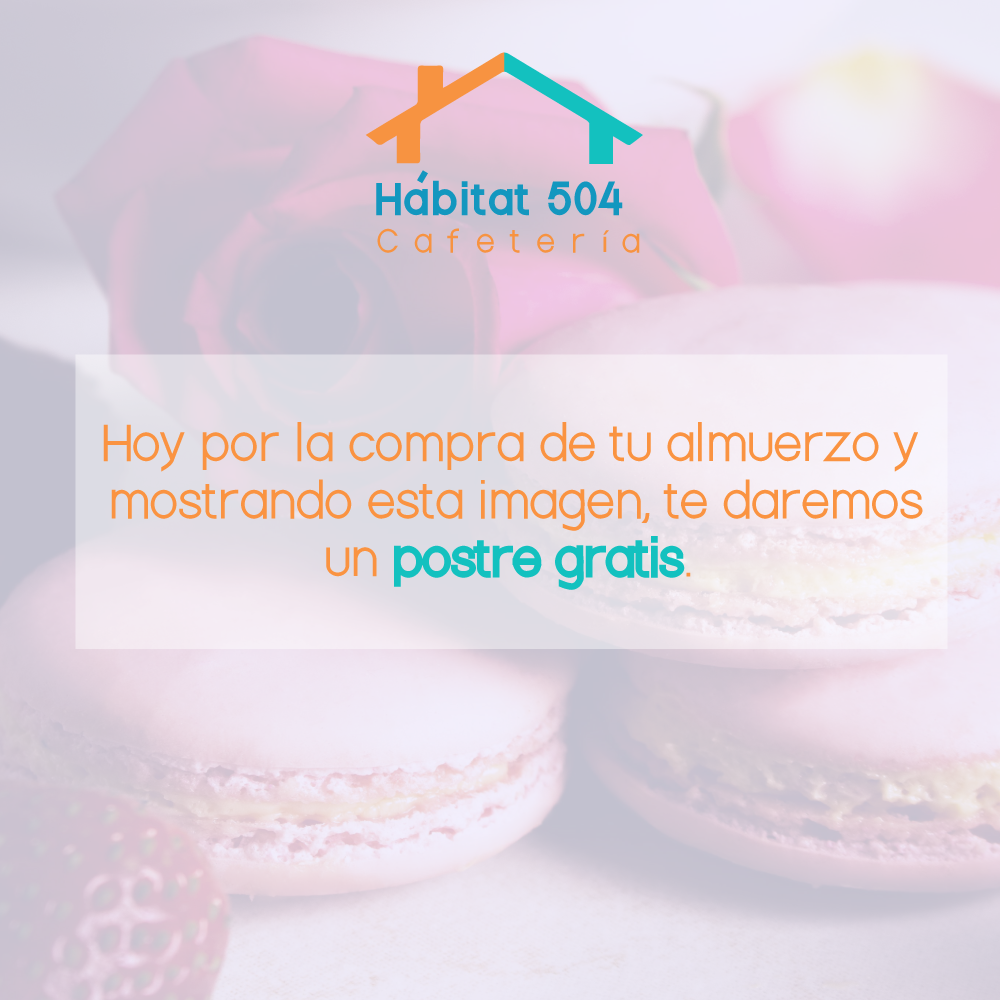 Hábitat 504
Cafetería
Hoy por la compra de tu almuerzo y
mostrando esta imagen, te daremos
un postre gratis.